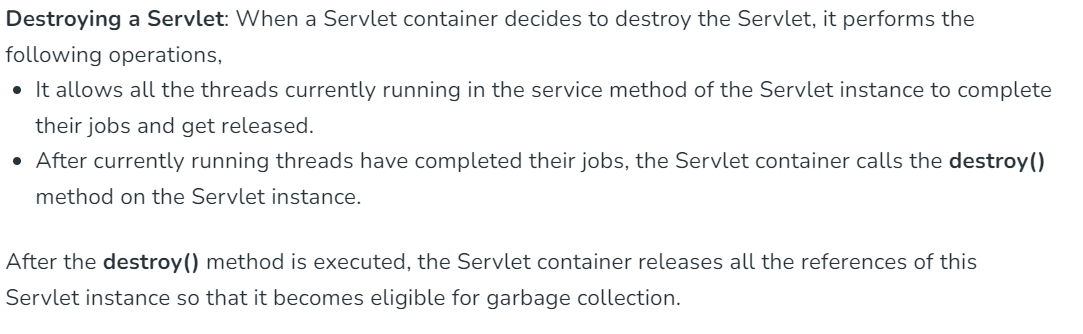 Destroying a Servlet: When a Servlet container decides to destroy the Servlet, it performs the
following operations,
• It allows all the threads currently running in the service method of the Servlet instance to complete
their jobs and get released.
• After currently running threads have completed their jobs, the Servlet container calls the destroy()
method on the Servlet instance.
After the destroy() method is executed, the Servlet container releases all the references of this
Servlet instance so that it becomes eligible for garbage collection.